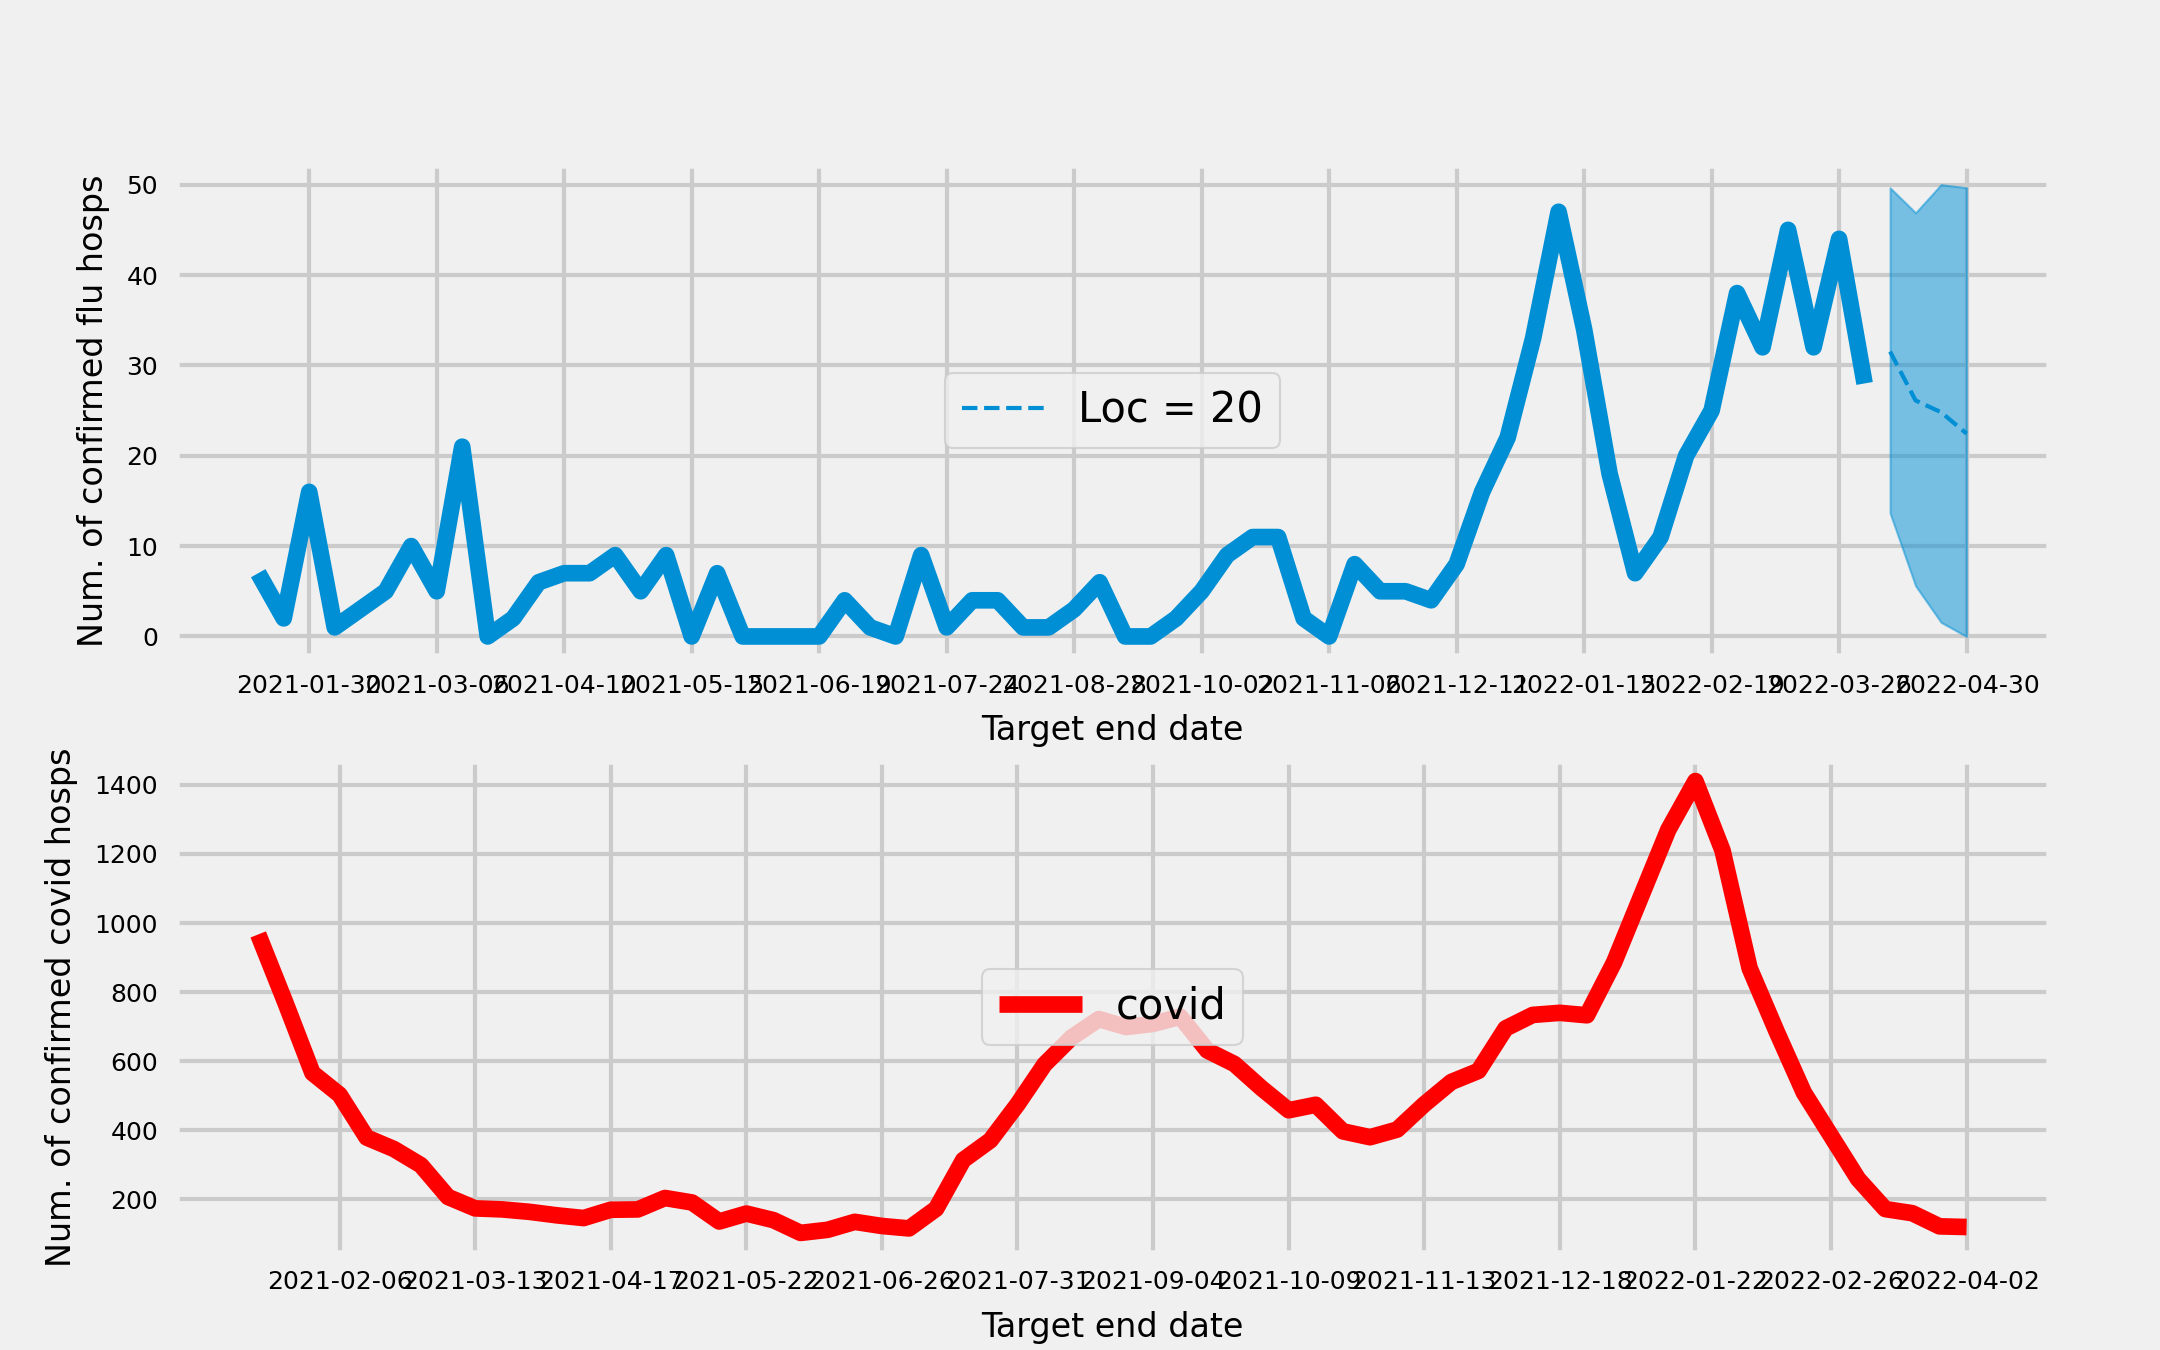 Num. of confirmed flu hosps
50
40
30
20
10
0
Loc = 20
2021-01-30 2021-03-06 2021-04-10 2021-05-15 2021-06-19 2021-07-24 2021-08-28 2021-10-02 2021-11-06 2021-12-11 2022-01-15 2022-02-19 2022-03-26 2022-04-30
Target end date
Num. of confirmed covid hosps
1400
1200
1000
800
600
400
200
covid
2021-02-06 2021-03-13 2021-04-17 2021-05-22 2021-06-26 2021-07-31 2021-09-04 2021-10-09 2021-11-13 2021-12-18 2022-01-22 2022-02-26 2022-04-02
Target end date